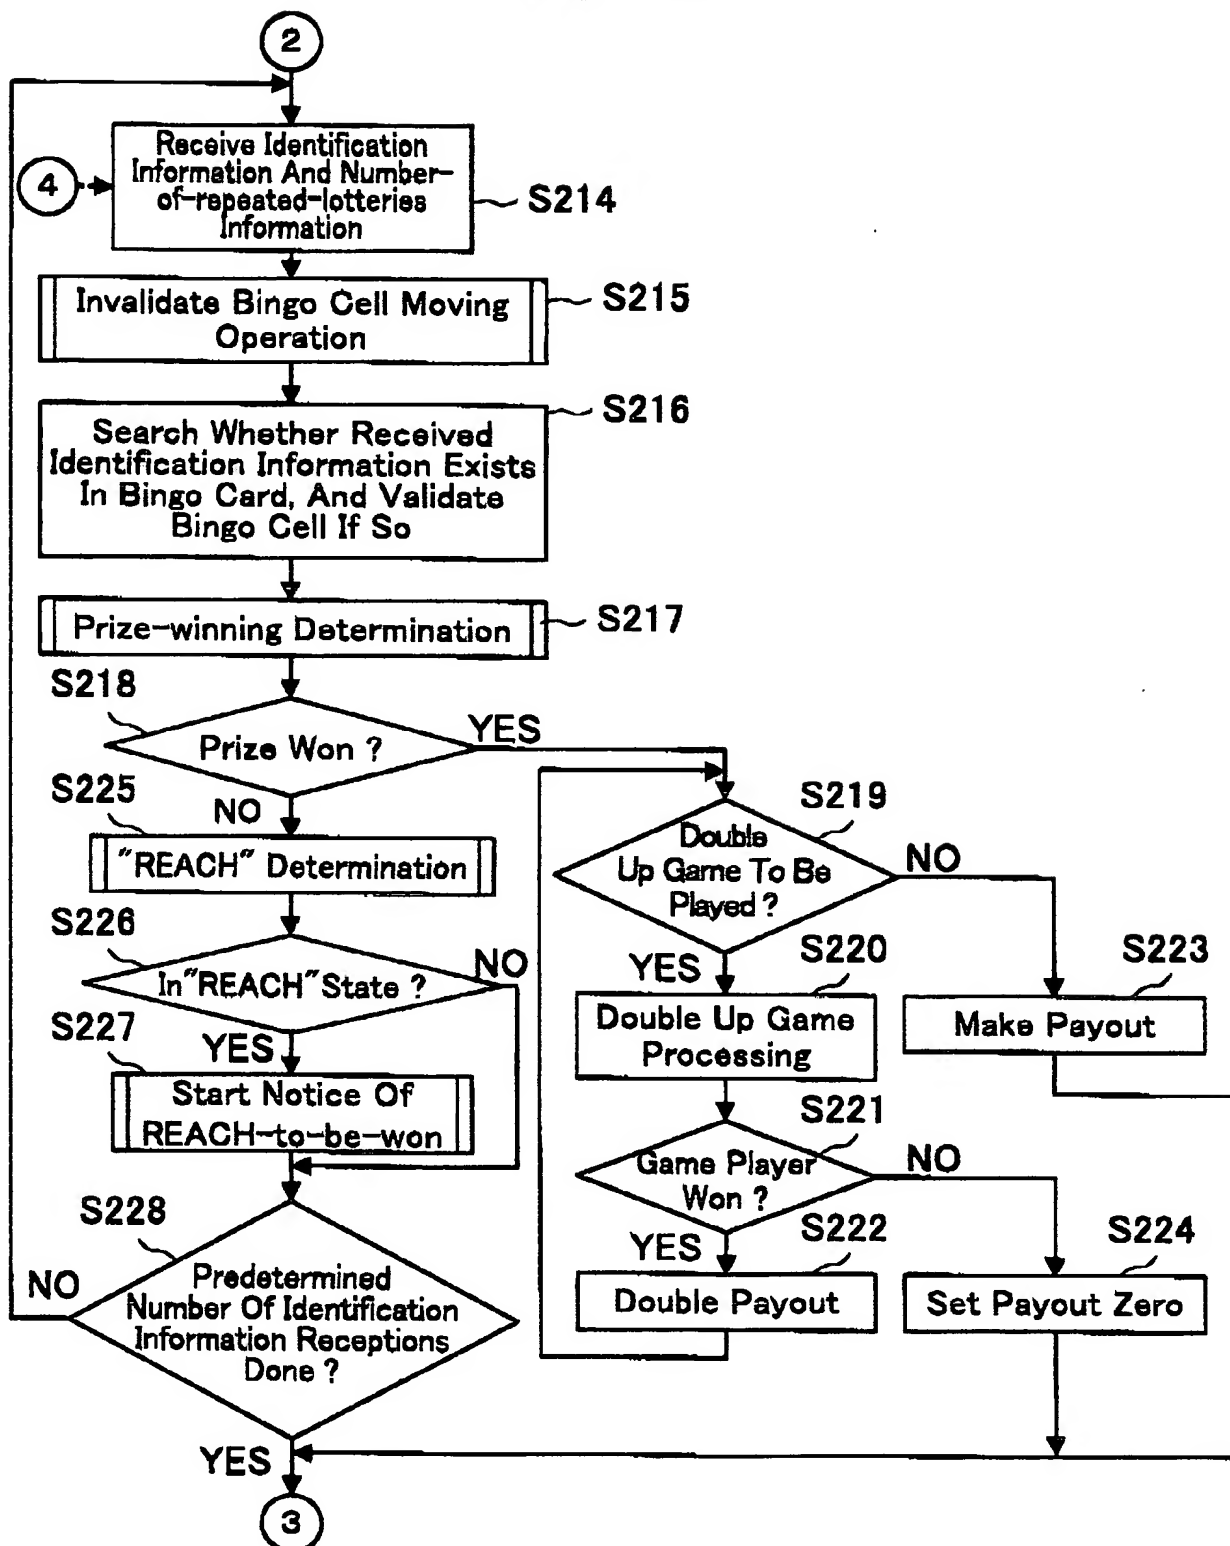 2
4
Receive Identification
Information And Number-
of-repeated-lotteries
Information
S214
Invalidate Bingo Cell Moving
Operation
S215
S216
Search Whether Received
Identification Information Exists
In Bingo Card, And Validate
Bingo Cell If So
Prize-winning Determination
S217
S218
Prize Won ?
YES
NO
S225
"REACH" Determination
S226
In "REACH" State ?
NO
YES
S227
Start Notice Of
REACH-to-be-won
S228
Predetermined
Number Of Identification
Information Receptions
Done ?
NO
YES
3
S219
Double
Up Game To Be
Played ?
NO
YES
S220
Double Up Game
Processing
S223
Make Payout
S221
Game Player
Won ?
NO
YES
S222
Double Payout
S224
Set Payout Zero